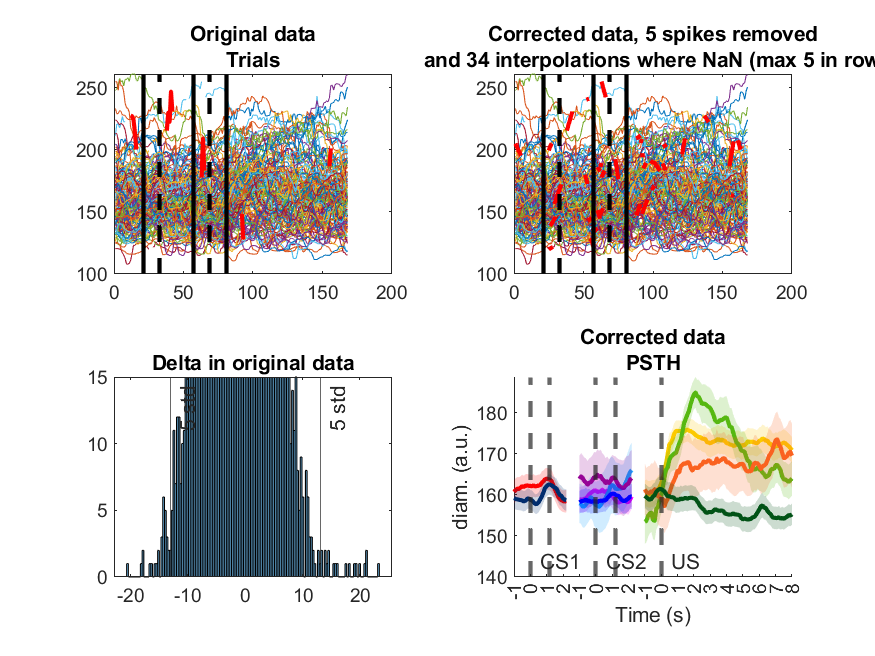 Original data
Trials
250
200
150
100
0 50 100 150 200
Corrected data, 5 spikes removed
and 34 interpolations where NaN (max 5 in row
250
200
150
100
0 50 100 150 200
Delta in original data
15
10
5
0
-20 -10 0 10 20
5 std
Corrected data
PSTH
180
170
160
150
140
diam. (a.u.)
CS1 CS2 US
-1 0 1 2 -1 0 1 2 -1 0 1 2 3 4 5 6 7 8
Time (s)